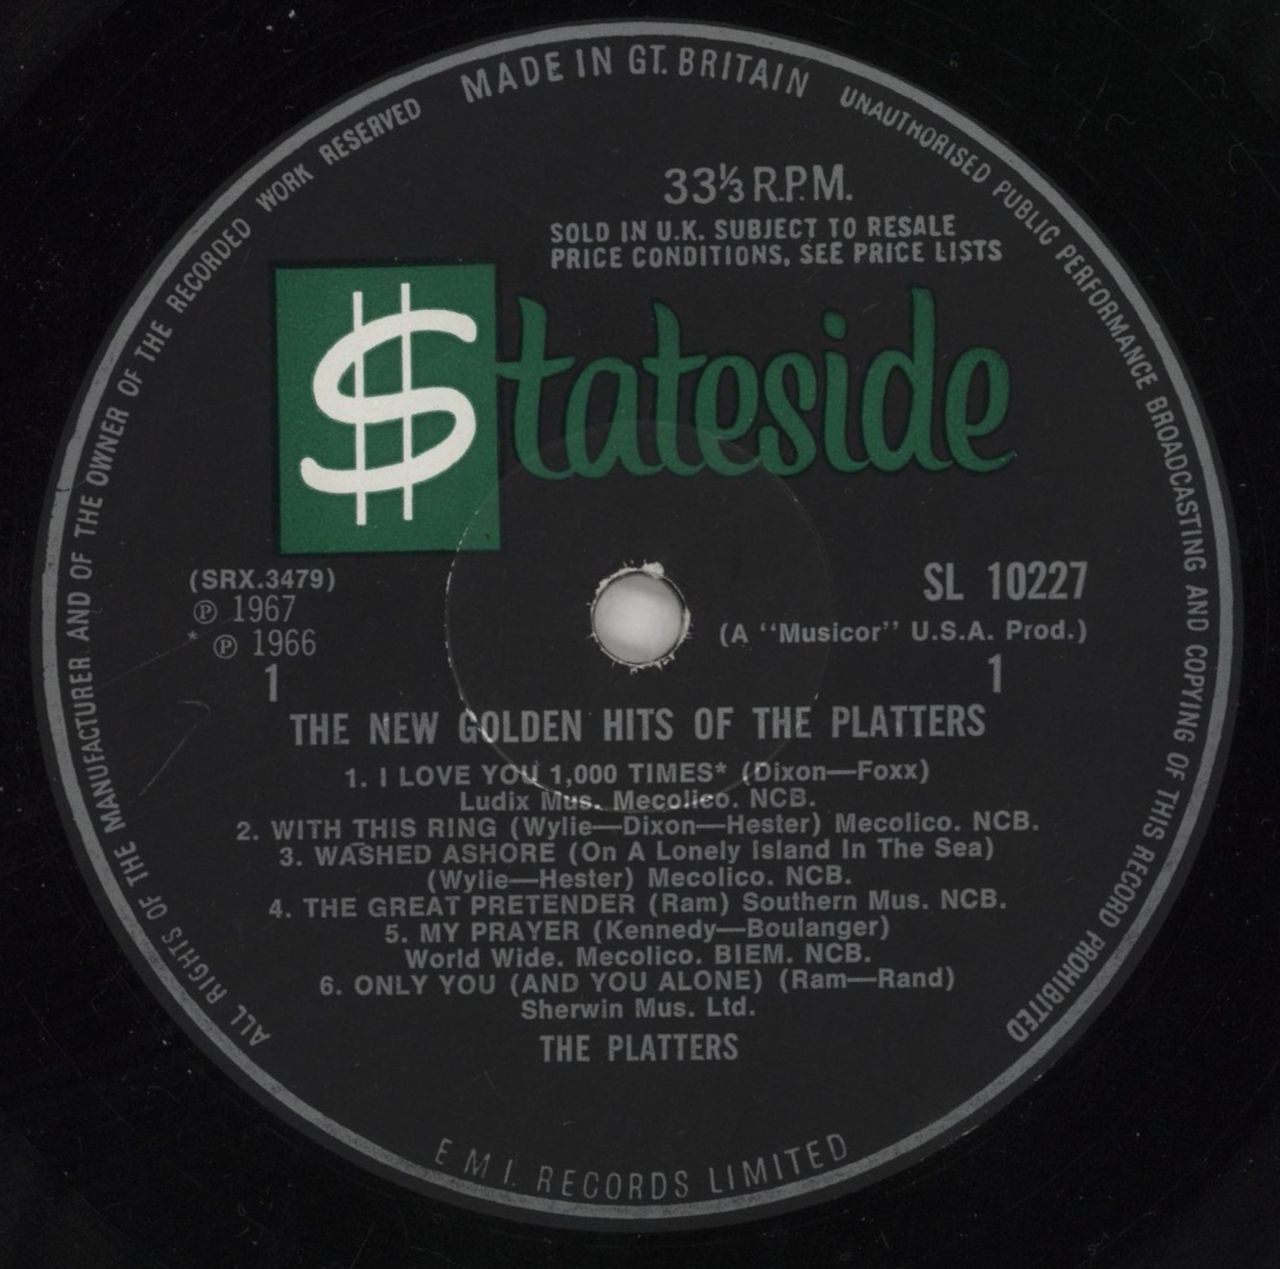 MADE IN GT. BRITAIN
UNAUTHORISED PUBLIC PERFORMANCE BROADCASTING AND COPYING OF THIS RECORD PROHIBITED
ALL RIGHTS OF THE MANUFACTURER AND OF THE OWNER OF THE RECORDED WORK RESERVED
33⅓ R.P.M.
SOLD IN U.K. SUBJECT TO RESALE
PRICE CONDITIONS, SEE PRICE LISTS
$tateside
(SRX.3479)
℗ 1967
* ℗ 1966
1
SL 10227
(A "Musicor" U.S.A. Prod.)
1
THE NEW GOLDEN HITS OF THE PLATTERS
1. I LOVE YOU 1,000 TIMES* (Dixon—Foxx)
Ludix Mus. Mecolico. NCB.
2. WITH THIS RING (Wylie—Dixon—Hester) Mecolico. NCB.
3. WASHED ASHORE (On A Lonely Island In The Sea)
(Wylie—Hester) Mecolico. NCB.
4. THE GREAT PRETENDER (Ram) Southern Mus. NCB.
5. MY PRAYER (Kennedy—Boulanger)
World Wide. Mecolico. BIEM. NCB.
6. ONLY YOU (AND YOU ALONE) (Ram—Rand)
Sherwin Mus. Ltd.
THE PLATTERS
E M I. RECORDS LIMITED